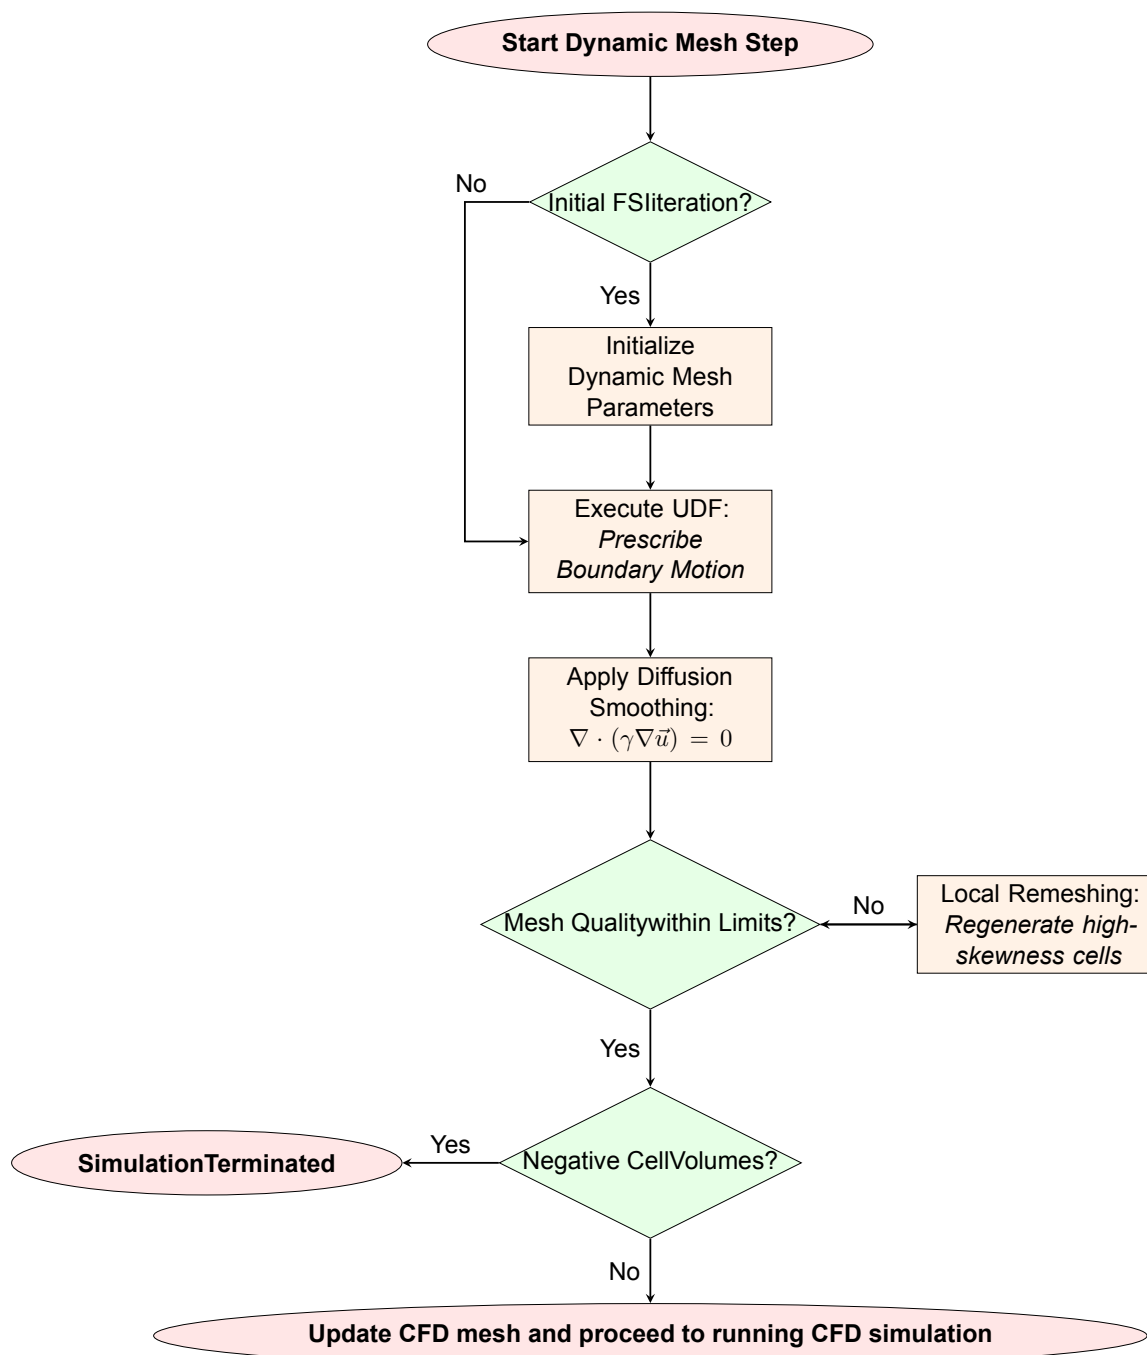 Start Dynamic Mesh Step
No
Initial FSIiteration?
Yes
Initialize
Dynamic Mesh
Parameters
Execute UDF:
Prescribe
Boundary Motion
Apply Diffusion
Smoothing:
∇ · (γ∇u⃗) = 0
Mesh Qualitywithin Limits?
No
Local Remeshing:
Regenerate high-
skewness cells
Yes
SimulationTerminated
Yes
Negative CellVolumes?
No
Update CFD mesh and proceed to running CFD simulation